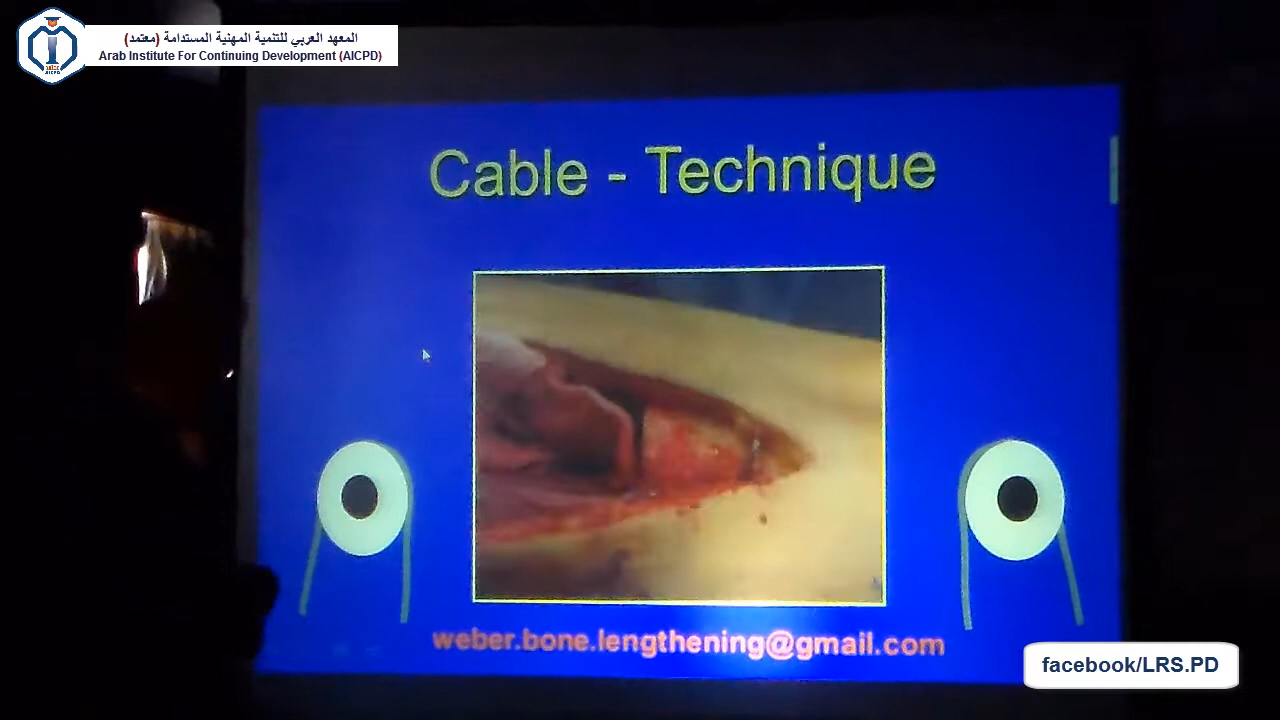 المعهد العربي للتنمية المهنية المستدامة (معتمد)
Arab Institute For Continuing Development (AICPD)
AICPD
Cable - Technique
weber.bone.lengthening@gmail.com
facebook/LRS.PD